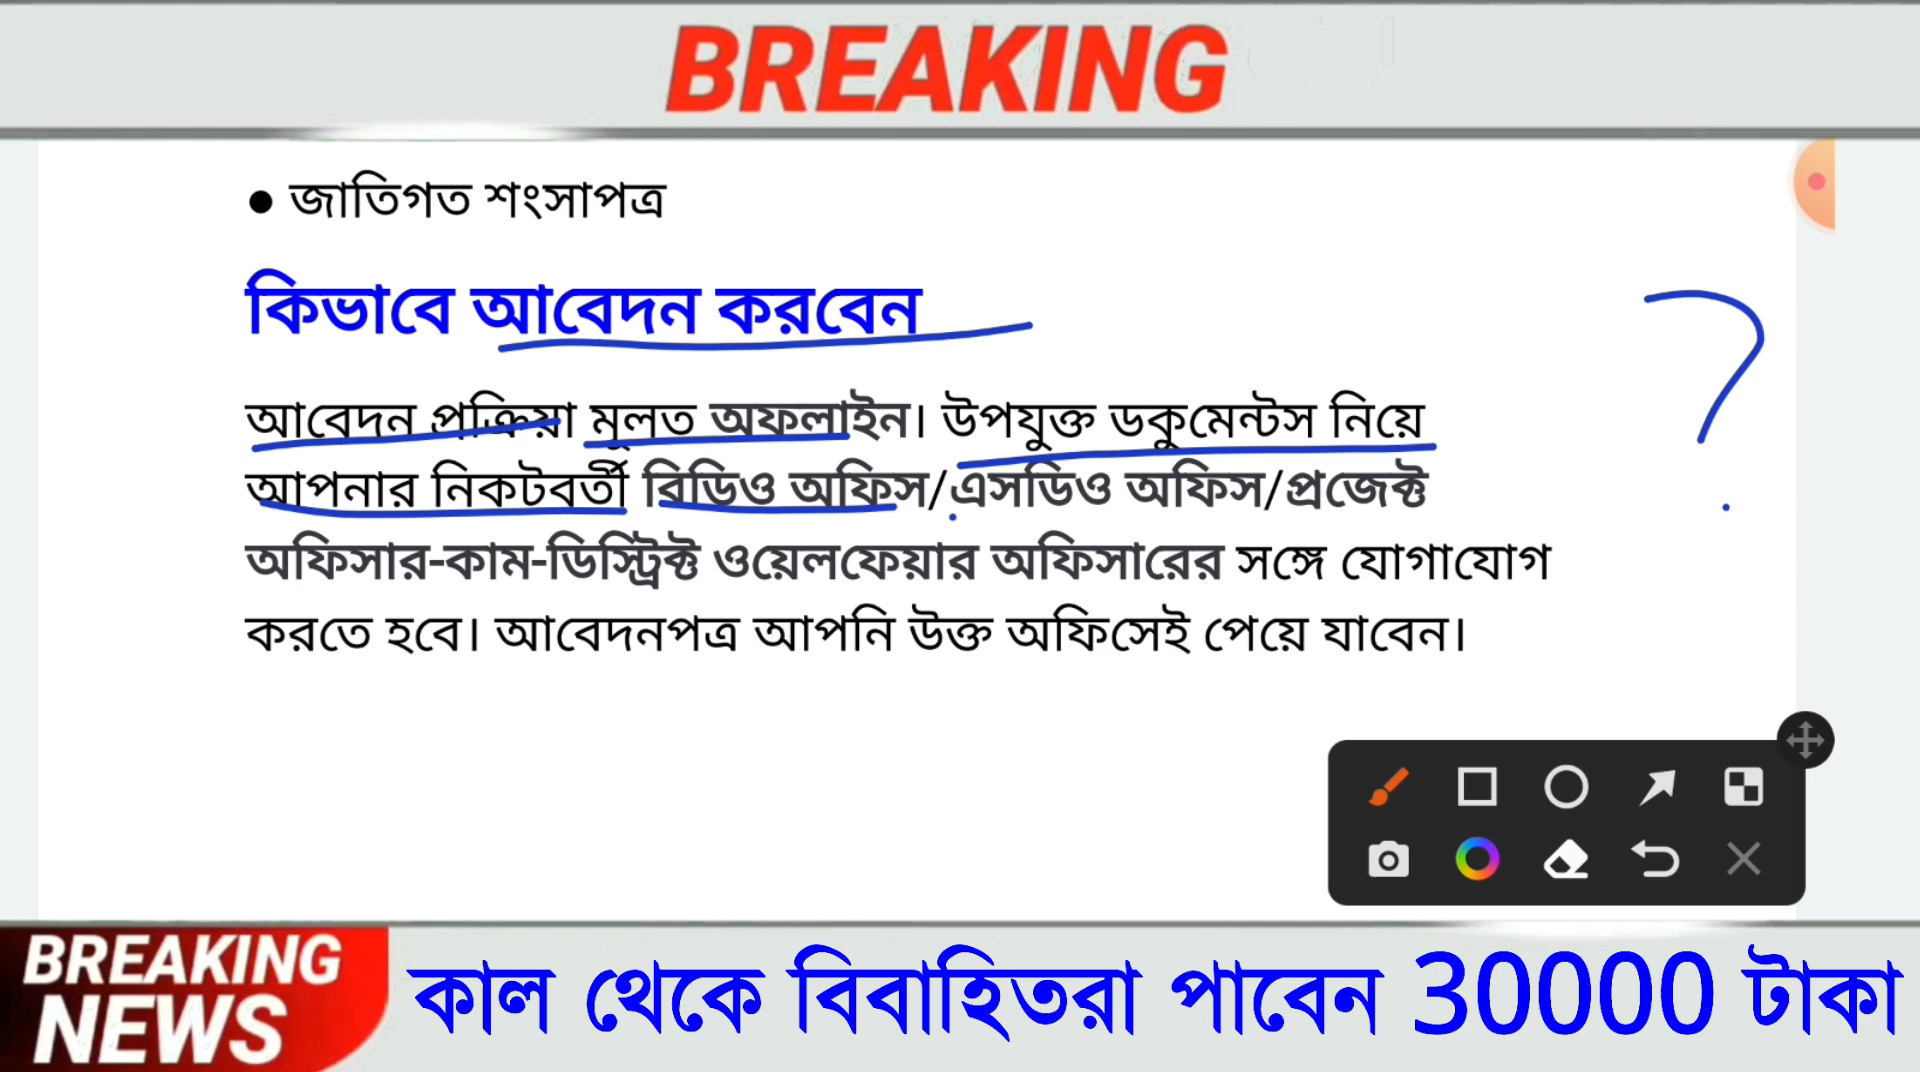 BREAKING
● জাতিগত শংসাপত্র
কিভাবে আবেদন করবেন
আবেদন প্রক্রিয়া মূলত অফলাইন। উপযুক্ত ডকুমেন্টস নিয়ে
আপনার নিকটবর্তী বিডিও অফিস/এসডিও অফিস/প্রজেক্ট
অফিসার-কাম-ডিস্ট্রিক্ট ওয়েলফেয়ার অফিসারের সঙ্গে যোগাযোগ
করতে হবে। আবেদনপত্র আপনি উক্ত অফিসেই পেয়ে যাবেন।
?
BREAKING
NEWS
কাল থেকে বিবাহিতরা পাবেন 30000 টাকা